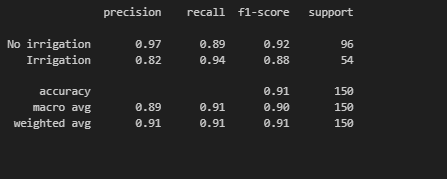 precision recall f1-score support
No irrigation 0.97 0.89 0.92 96
Irrigation 0.82 0.94 0.88 54
accuracy 0.91 150
macro avg 0.89 0.91 0.90 150
weighted avg 0.91 0.91 0.91 150